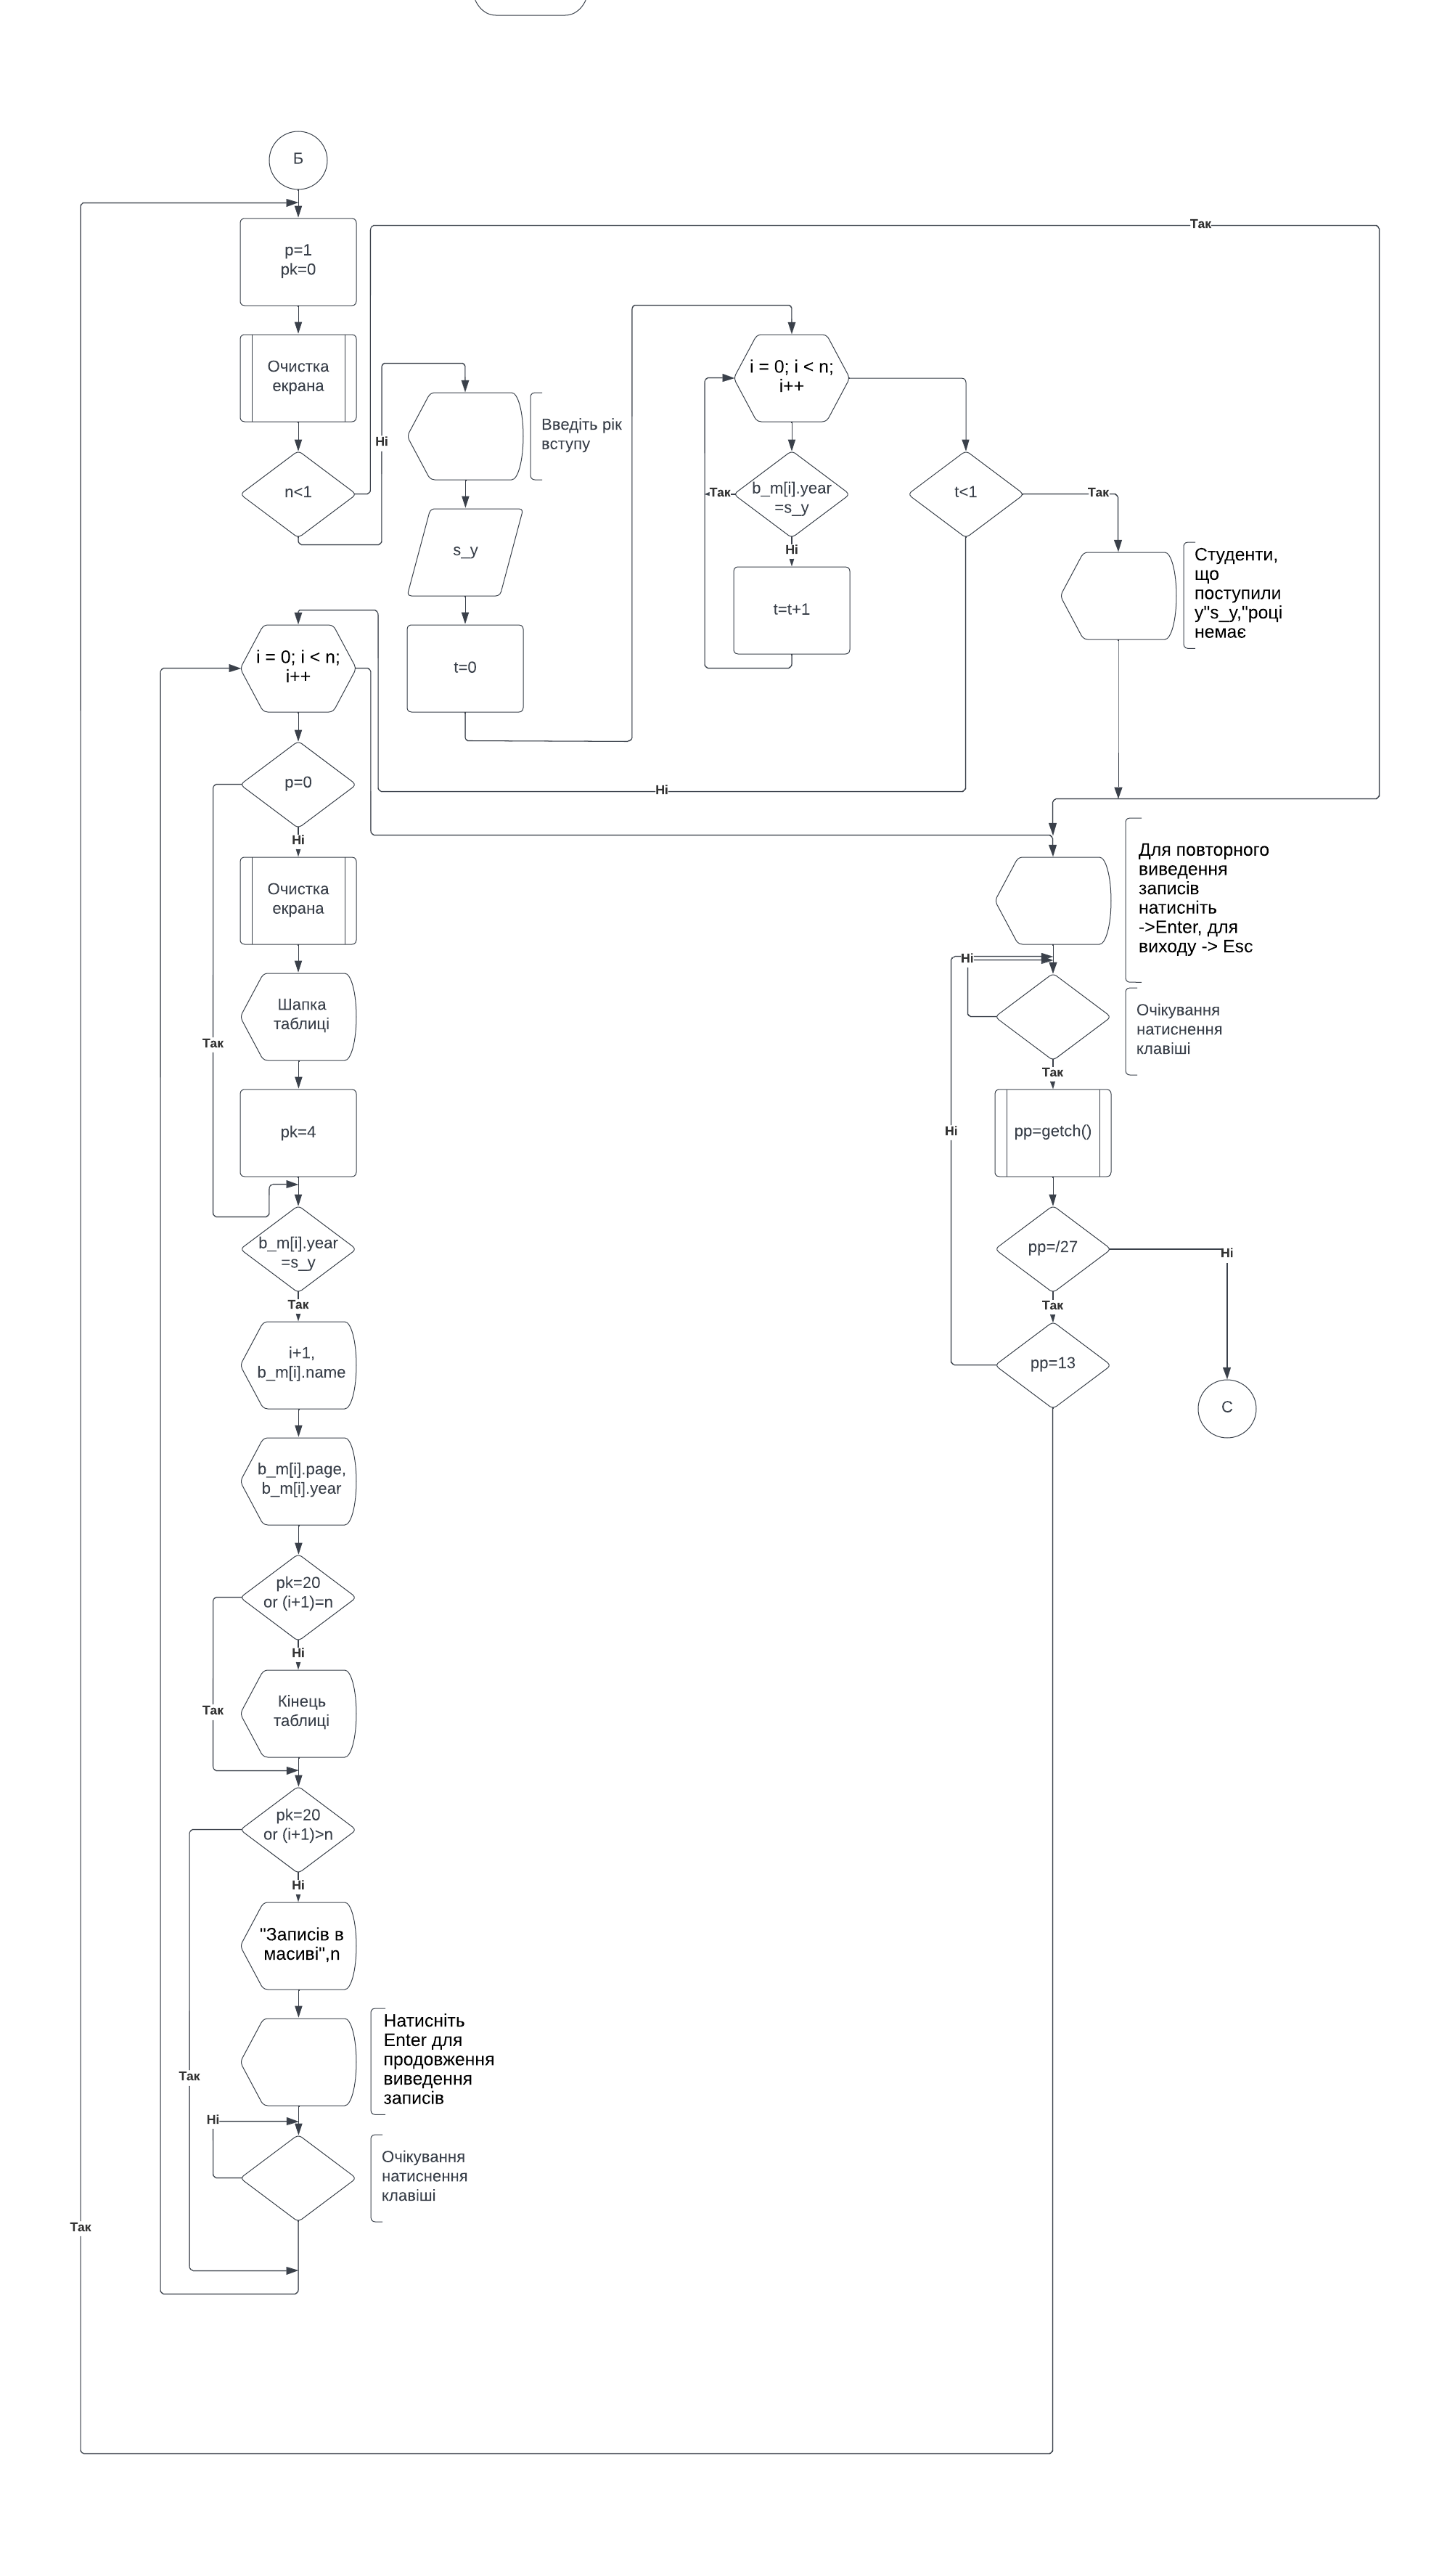 Б
p=1
pk=0
Очистка
екрана
n<1
Так
Ні
Введіть рік
вступу
s_y
t=0
i = 0; i < n;
i++
b_m[i].year
=s_y
Так
Ні
t=t+1
t<1
Так
Студенти,
що
поступили
у"s_y,"році
немає
Ні
i = 0; i < n;
i++
p=0
Ні
Так
Очистка
екрана
Шапка
таблиці
pk=4
b_m[i].year
=s_y
Так
i+1,
b_m[i].name
b_m[i].page,
b_m[i].year
pk=20
or (i+1)=n
Ні
Так
Кінець
таблиці
pk=20
or (i+1)>n
Ні
Так
"Записів в
масиві",n
Натисніть
Enter для
продовження
виведення
записів
Ні
Очікування
натиснення
клавіші
Для повторного
виведення
записів
натисніть
->Enter, для
виходу -> Esc
Ні
Очікування
натиснення
клавіші
Так
pp=getch()
Ні
pp=/27
Ні
Так
pp=13
С
Так